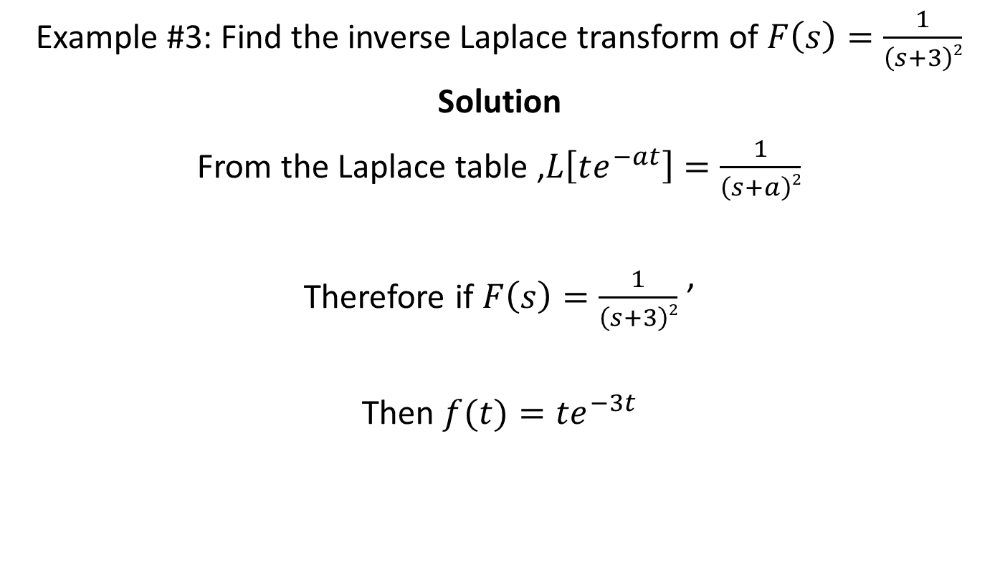 Example #3: Find the inverse Laplace transform of $F(s) = \frac{1}{(s+3)^2}$
Solution
From the Laplace table ,$L[te^{-at}] = \frac{1}{(s+a)^2}$
Therefore if $F(s) = \frac{1}{(s+3)^2}$,
Then $f(t) = te^{-3t}$